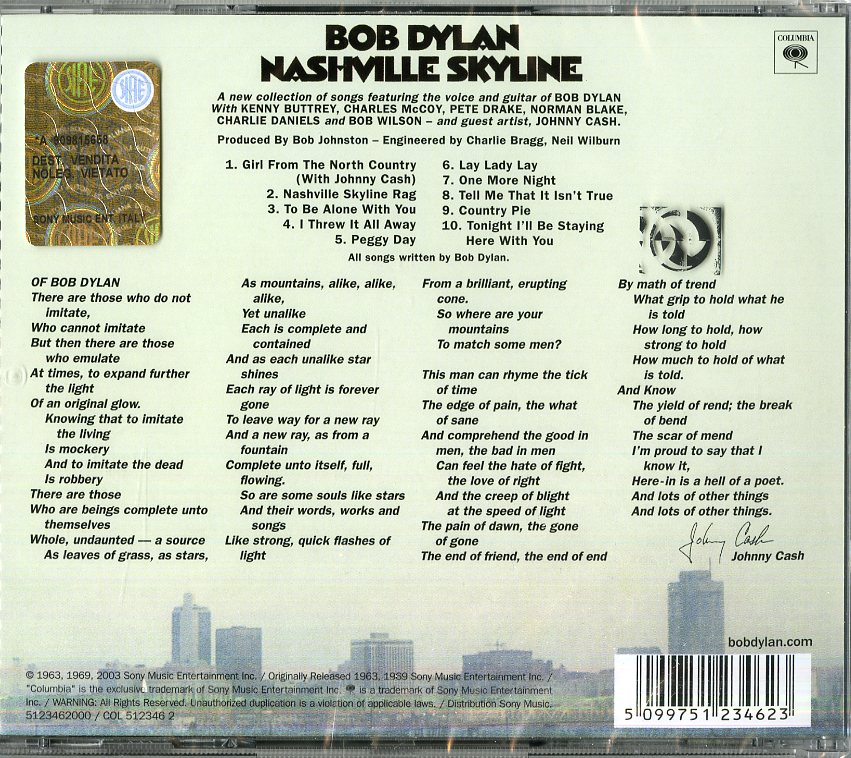 BOB DYLAN
NASHVILLE SKYLINE
COLUMBIA
A new collection of songs featuring the voice and guitar of BOB DYLAN
With KENNY BUTTREY, CHARLES McCOY, PETE DRAKE, NORMAN BLAKE,
CHARLIE DANIELS and BOB WILSON – and guest artist, JOHNNY CASH.
Produced By Bob Johnston – Engineered by Charlie Bragg, Neil Wilburn
DEST. VENDITA
NOLEG. VIETATO
SONY MUSIC ENT. ITALY
1. Girl From The North Country
(With Johnny Cash)
2. Nashville Skyline Rag
3. To Be Alone With You
4. I Threw It All Away
5. Peggy Day
6. Lay Lady Lay
7. One More Night
8. Tell Me That It Isn't True
9. Country Pie
10. Tonight I'll Be Staying
Here With You
All songs written by Bob Dylan.
OF BOB DYLAN
There are those who do not
imitate,
Who cannot imitate
But then there are those
who emulate
At times, to expand further
the light
Of an original glow.
Knowing that to imitate
the living
Is mockery
And to imitate the dead
Is robbery
There are those
Who are beings complete unto
themselves
Whole, undaunted — a source
As leaves of grass, as stars,
As mountains, alike, alike,
alike,
Yet unalike
Each is complete and
contained
And as each unalike star
shines
Each ray of light is forever
gone
To leave way for a new ray
And a new ray, as from a
fountain
Complete unto itself, full,
flowing.
So are some souls like stars
And their words, works and
songs
Like strong, quick flashes of
light
From a brilliant, erupting
cone.
So where are your
mountains
To match some men?
This man can rhyme the tick
of time
The edge of pain, the what
of sane
And comprehend the good in
men, the bad in men
Can feel the hate of fight,
the love of right
And the creep of blight
at the speed of light
The pain of dawn, the gone
of gone
The end of friend, the end of end
By math of trend
What grip to hold what he
is told
How long to hold, how
strong to hold
How much to hold of what
is told.
And Know
The yield of rend; the break
of bend
The scar of mend
I'm proud to say that I
know it,
Here-in is a hell of a poet.
And lots of other things
And lots of other things.
Johnny Cash
Johnny Cash
bobdylan.com
© 1963, 1969, 2003 Sony Music Entertainment Inc. / Originally Released 1963, 1939 Sony Music Entertainment Inc. /
"Columbia" is the exclusive trademark of Sony Music Entertainment Inc. is a trademark of Sony Music Entertainment
Inc. / WARNING: All Rights Reserved. Unauthorized duplication is a violation of applicable laws. / Distribution Sony Music.
5123462000 / COL 512346 2
5 099751 234623